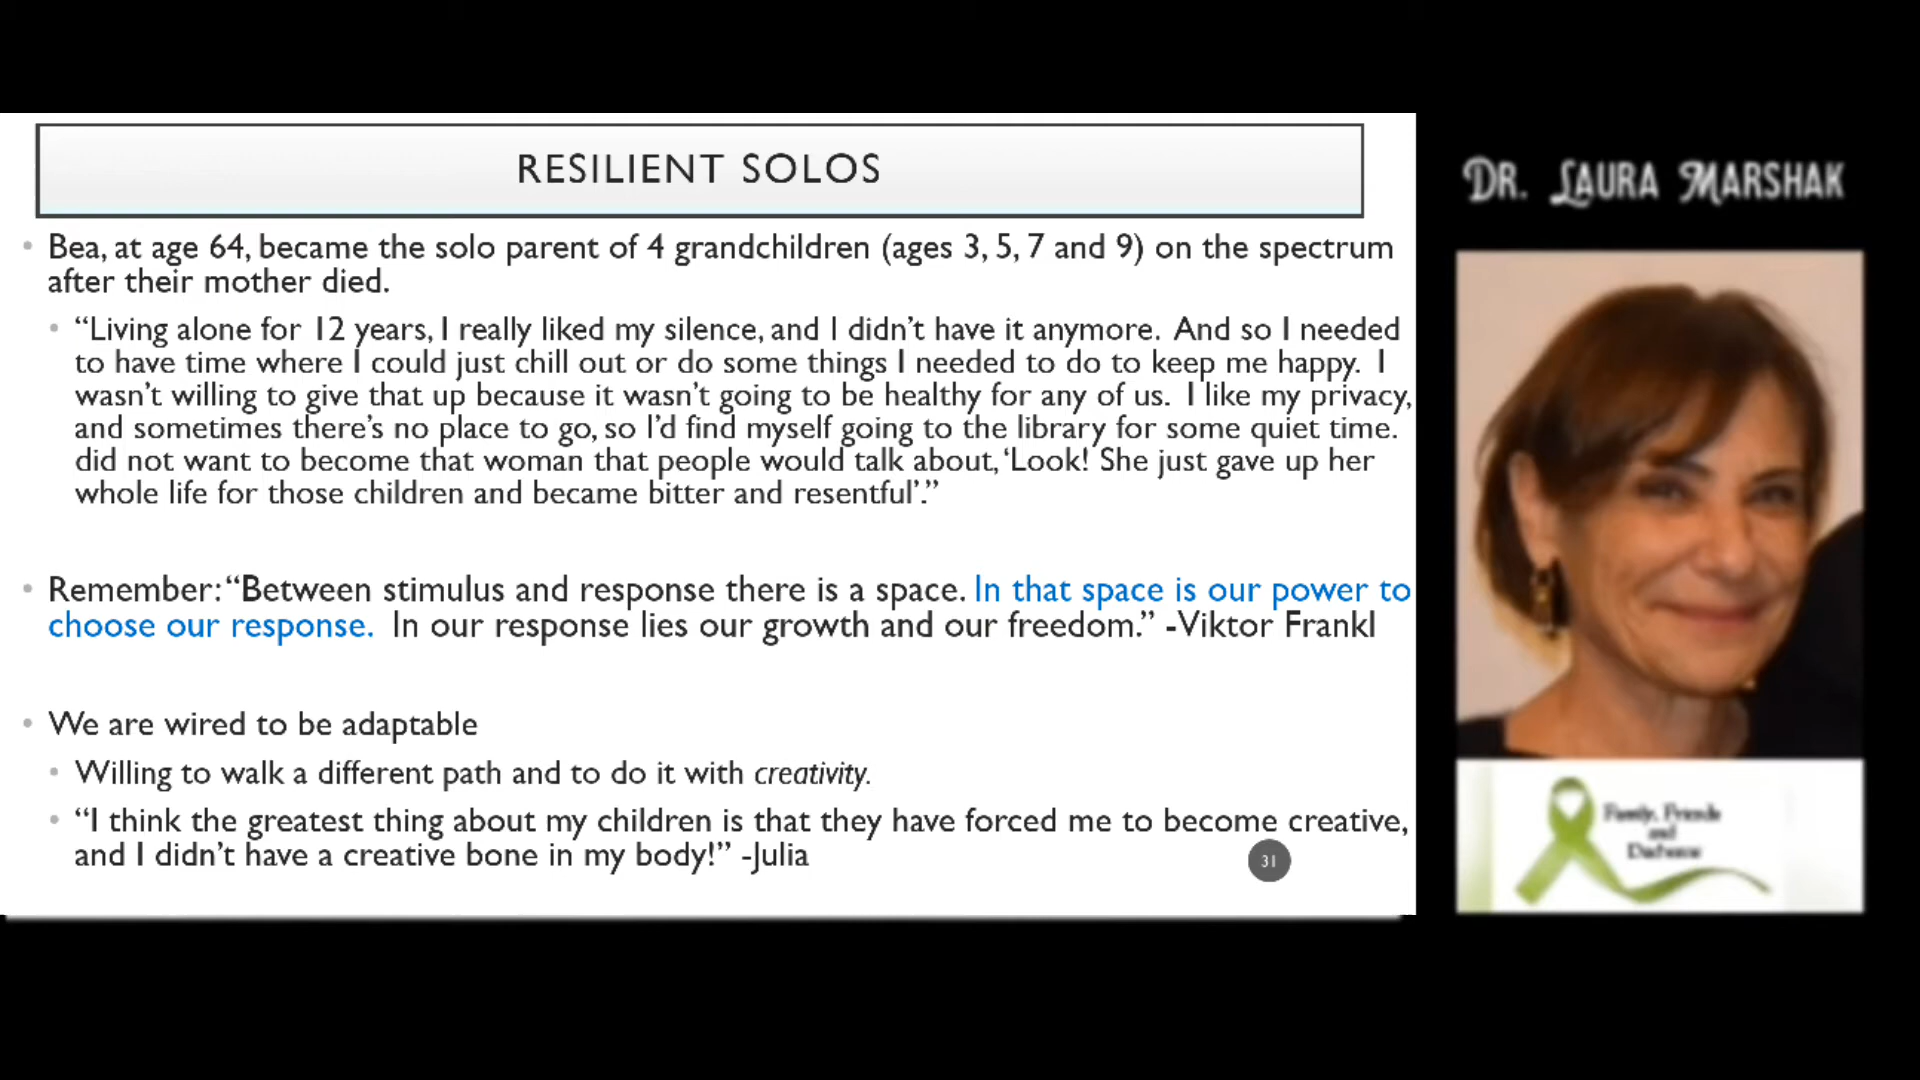 RESILIENT SOLOS
• Bea, at age 64, became the solo parent of 4 grandchildren (ages 3, 5, 7 and 9) on the spectrum
after their mother died.
• “Living alone for 12 years, I really liked my silence, and I didn’t have it anymore. And so I needed
to have time where I could just chill out or do some things I needed to do to keep me happy. I
wasn’t willing to give that up because it wasn’t going to be healthy for any of us. I like my privacy,
and sometimes there’s no place to go, so I’d find myself going to the library for some quiet time.
did not want to become that woman that people would talk about, ‘Look! She just gave up her
whole life for those children and became bitter and resentful’.”
• Remember: “Between stimulus and response there is a space. In that space is our power to
choose our response. In our response lies our growth and our freedom.” -Viktor Frankl
• We are wired to be adaptable
• Willing to walk a different path and to do it with creativity.
• “I think the greatest thing about my children is that they have forced me to become creative,
and I didn’t have a creative bone in my body!” -Julia
31
DR. LAURA MARSHAK
Family, Friends
and